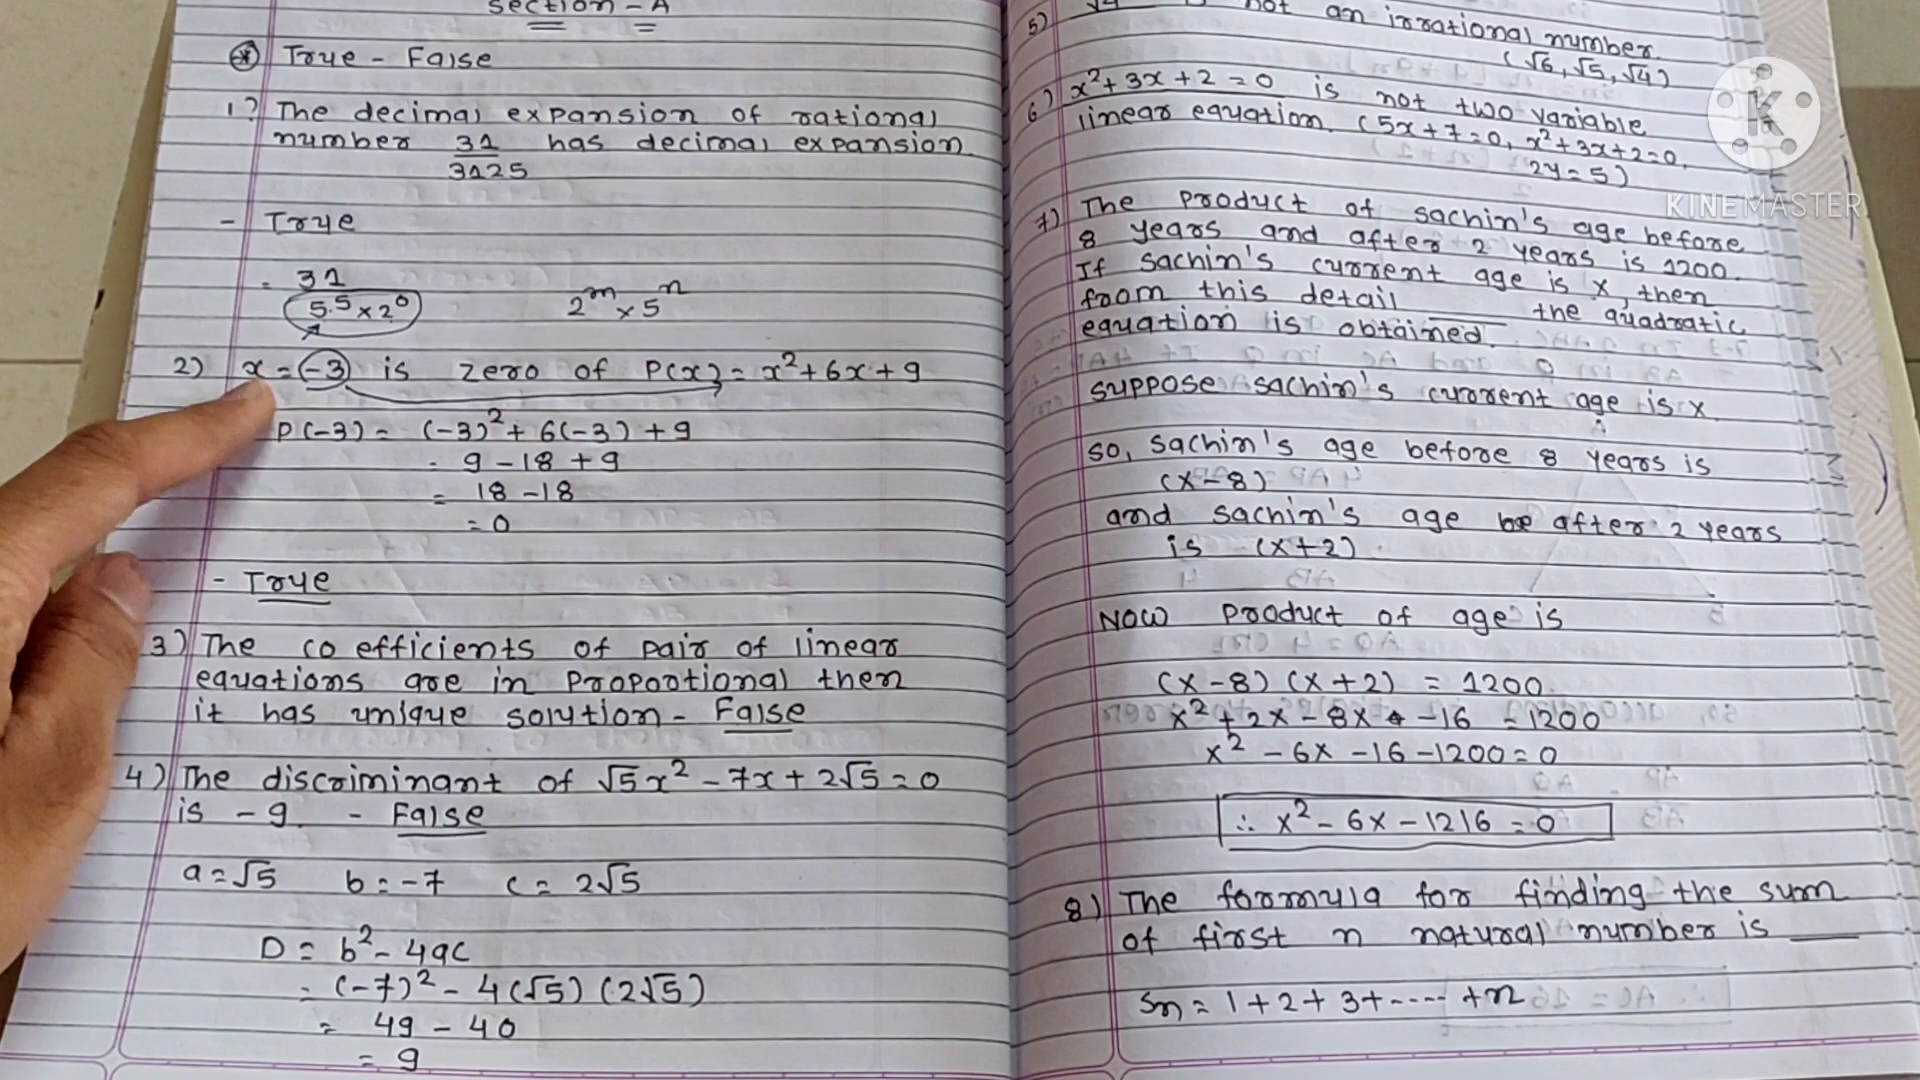 Section - A
* True - False
1) The decimal expansion of rational
number 31/3125 has decimal expansion.
- True
= 31/5^5 × 2^0    2^m × 5^n
2) x = -3 is zero of P(x) = x² + 6x + 9
P(-3) = (-3)² + 6(-3) + 9
= 9 - 18 + 9
= 18 - 18
= 0
- True
3) The coefficients of pair of linear
equations are in propootional then
it has unique solution - False
4) The discriminant of √5x² - 7x + 2√5 = 0
is -9. - False
a = √5   b = -7   c = 2√5
D = b² - 4ac
= (-7)² - 4(√5)(2√5)
= 49 - 40
= 9
5) not an irrational number.
(√6, √5, √4)
6) x² + 3x + 2 = 0 is not two variable
linear equation. (5x + 7 = 0, x² + 3x + 2 = 0,
2y = 5)
7) The product of sachin's age before
8 years and after 2 years is 1200.
If sachin's current age is x, then
from this detail ____ the quadratic
equation is obtained.
suppose sachin's current age is x
so, sachin's age before 8 years is
(x - 8)
and sachin's age after 2 years
is (x + 2)
Now product of age is
(x - 8) (x + 2) = 1200
x² + 2x - 8x - 16 = 1200
x² - 6x - 16 - 1200 = 0
∴ x² - 6x - 1216 = 0
8) The formula for finding the sum
of first n natural number is ____
Sn = 1 + 2 + 3 + ..... + n
K
KINEMASTER